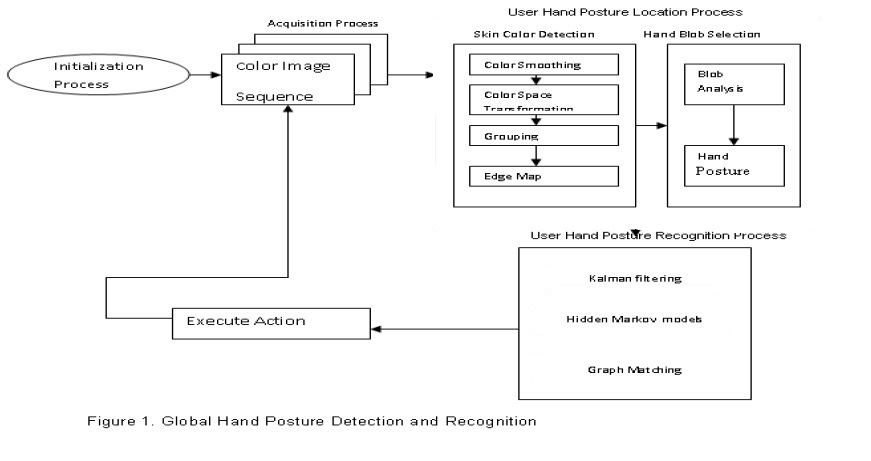 Acquisition Process
User Hand Posture Location Process
Skin Color Detection
Hand Blob Selection
Initialization
Process
Color Image
Sequence
Color Smoothing
Color Space
Transformation
Grouping
Edge Map
Blob
Analysis
Hand
Posture
User Hand Posture Recognition Process
Kalman filtering
Hidden Markov models
Graph Matching
Execute Action
Figure 1. Global Hand Posture Detection and Recognition